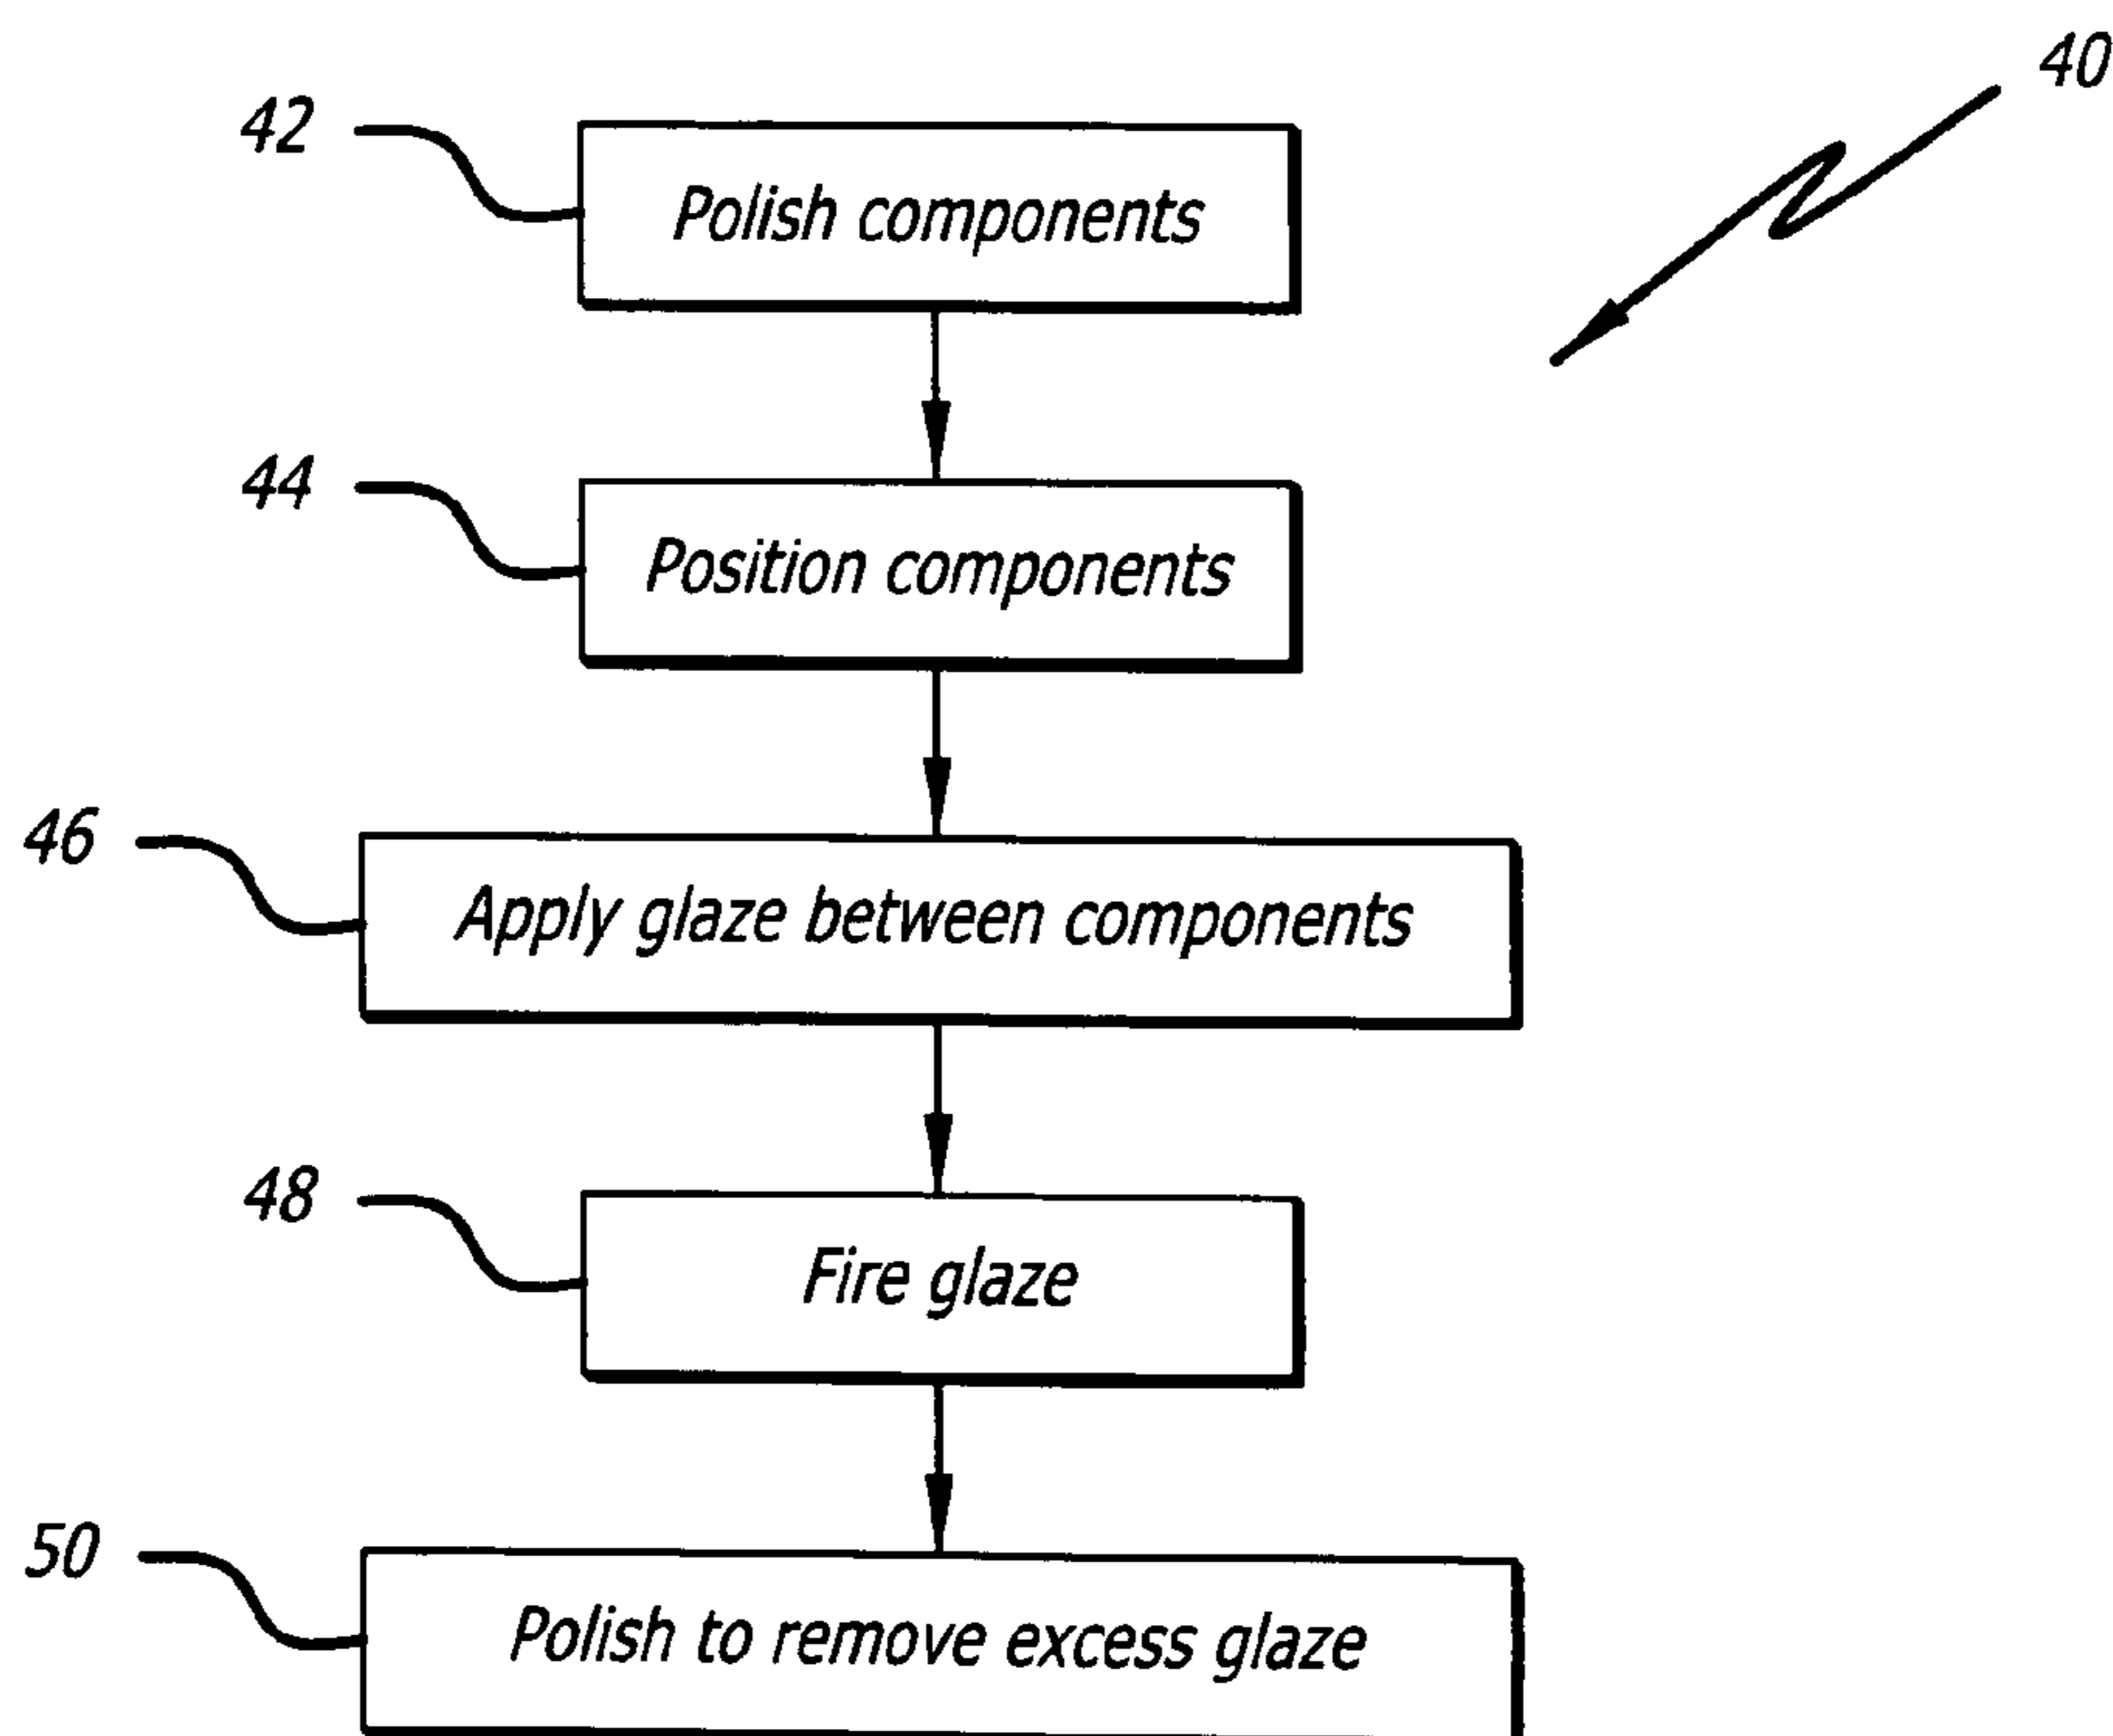 40
42
Polish components
44
Position components
46
Apply glaze between components
48
Fire glaze
50
Polish to remove excess glaze